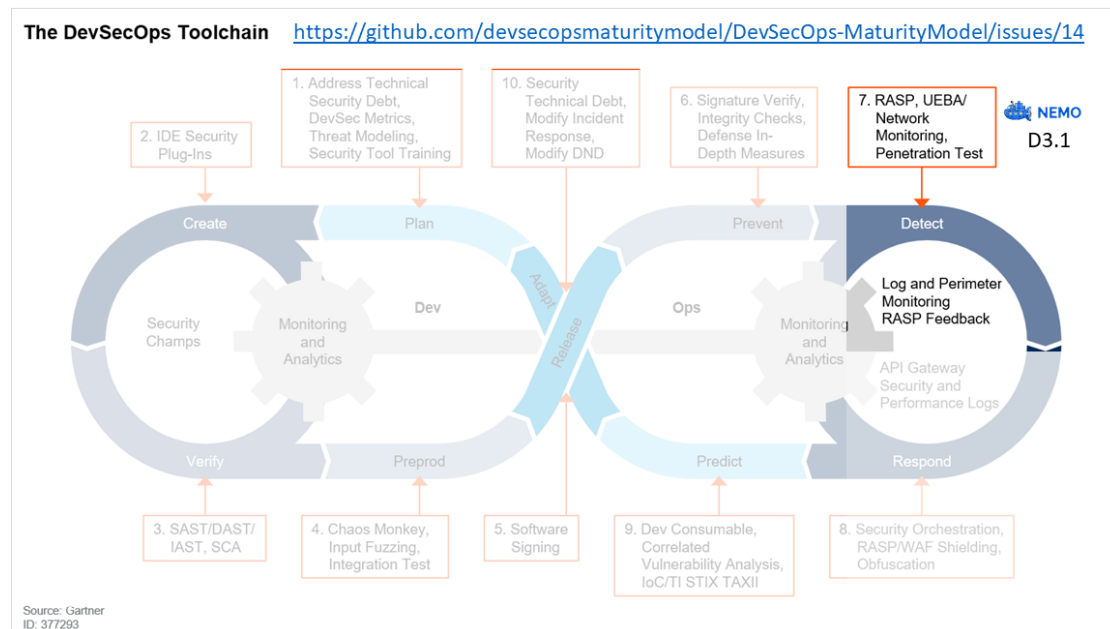 The DevSecOps Toolchain https://github.com/devsecopsmaturitymodel/DevSecOps-MaturityModel/issues/14
1. Address Technical
Security Debt,
DevSec Metrics,
Threat Modeling,
Security Tool Training
10. Security
Technical Debt,
Modify Incident
Response,
Modify DND
6. Signature Verify,
Integrity Checks,
Defense In-
Depth Measures
7. RASP, UEBA/
Network
Monitoring,
Penetration Test
NEMO
D3.1
2. IDE Security
Plug-Ins
Create
Plan
Prevent
Detect
Adapt
Release
Dev
Ops
Security
Champs
Monitoring
and
Analytics
Monitoring
and
Analytics
Log and Perimeter
Monitoring
RASP Feedback
API Gateway
Security and
Performance Logs
Verify
Preprod
Predict
Respond
3. SAST/DAST/
IAST, SCA
4. Chaos Monkey,
Input Fuzzing,
Integration Test
5. Software
Signing
9. Dev Consumable,
Correlated
Vulnerability Analysis,
IoC/TI STIX TAXII
8. Security Orchestration,
RASP/WAF Shielding,
Obfuscation
Source: Gartner
ID: 377293